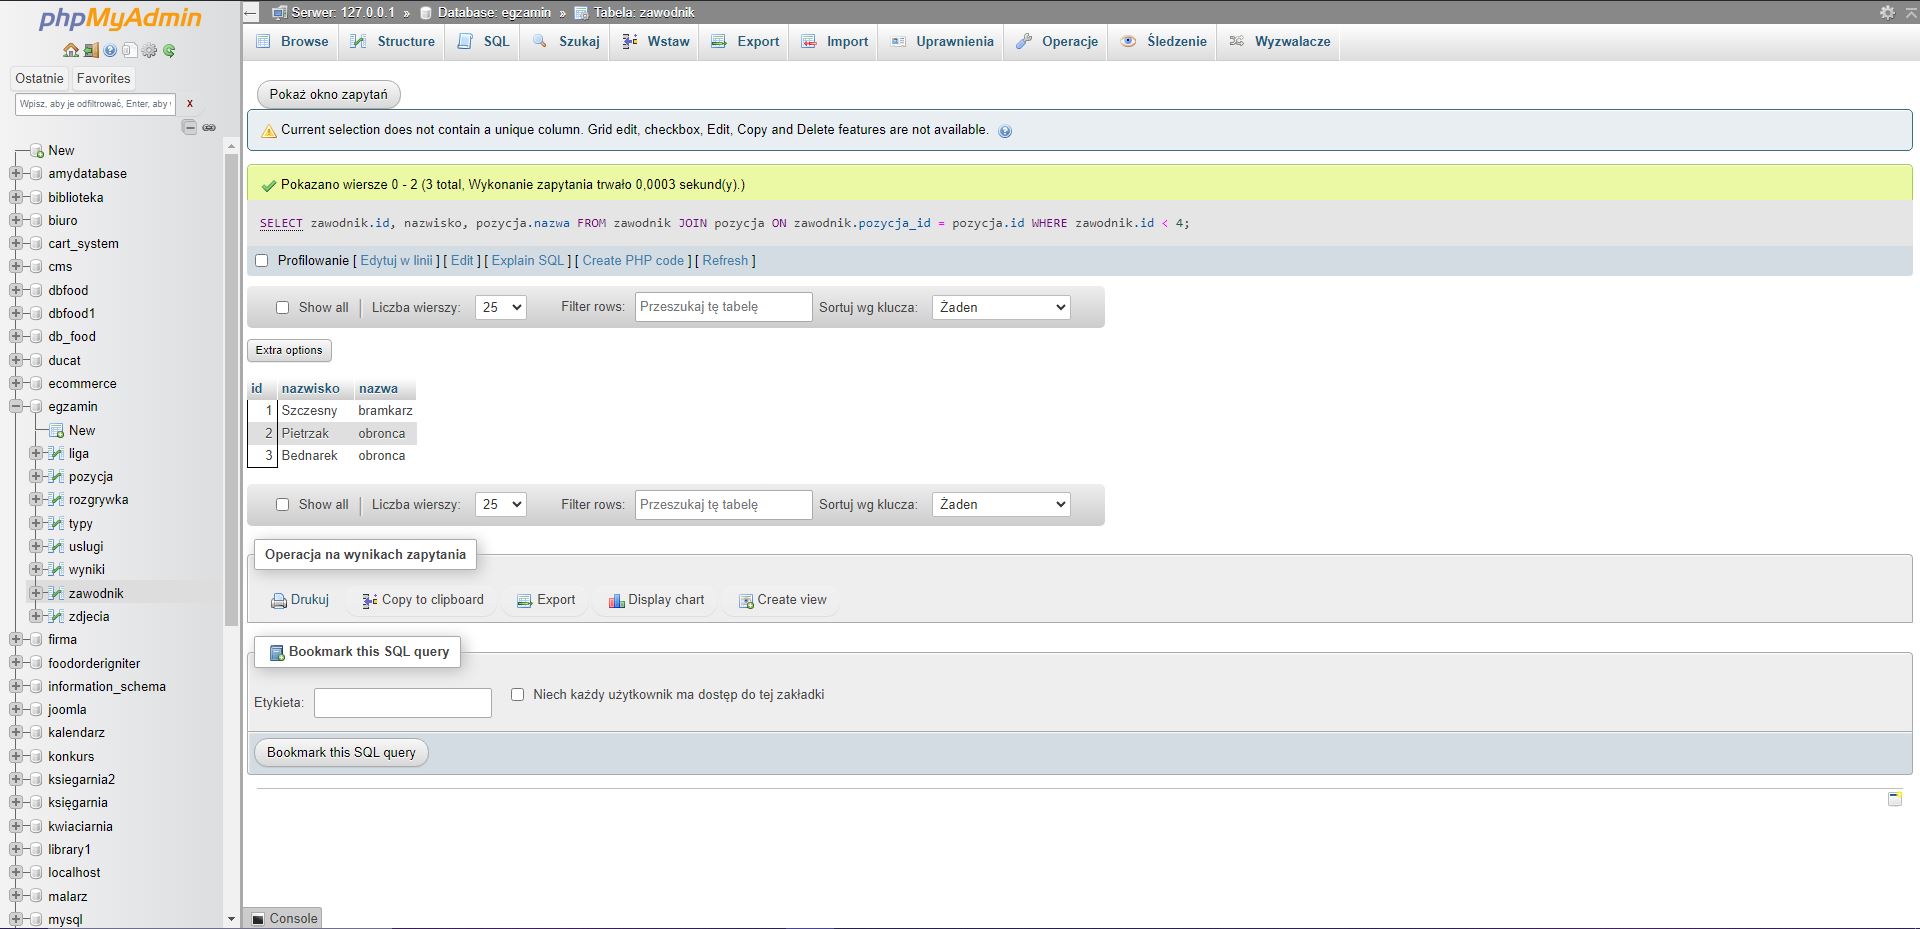 phpMyAdmin
Ostatnie Favorites
Wpisz, aby je odfiltrować, Enter, aby X
New
amydatabase
biblioteka
biuro
cart_system
cms
dbfood
dbfood1
db_food
ducat
ecommerce
egzamin
New
liga
pozycja
rozgrywka
typy
uslugi
wyniki
zawodnik
zdjecia
firma
foodorderigniter
information_schema
joomla
kalendarz
konkurs
ksiegarnia2
księgarnia
kwiaciarnia
library1
localhost
malarz
mysql
Serwer: 127.0.0.1 » Database: egzamin » Tabela: zawodnik
Browse Structure SQL Szukaj Wstaw Export Import Uprawnienia Operacje Śledzenie Wyzwalacze
Pokaż okno zapytań
Current selection does not contain a unique column. Grid edit, checkbox, Edit, Copy and Delete features are not available.
Pokazano wiersze 0 - 2 (3 total, Wykonanie zapytania trwało 0,0003 sekund(y).)
SELECT zawodnik.id, nazwisko, pozycja.nazwa FROM zawodnik JOIN pozycja ON zawodnik.pozycja_id = pozycja.id WHERE zawodnik.id < 4;
Profilowanie [ Edytuj w linii ] [ Edit ] [ Explain SQL ] [ Create PHP code ] [ Refresh ]
Show all | Liczba wierszy: 25 Filter rows: Przeszukaj tę tabelę Sortuj wg klucza: Żaden
Extra options
id nazwisko nazwa
1 Szczesny bramkarz
2 Pietrzak obronca
3 Bednarek obronca
Show all | Liczba wierszy: 25 Filter rows: Przeszukaj tę tabelę Sortuj wg klucza: Żaden
Operacja na wynikach zapytania
Drukuj Copy to clipboard Export Display chart Create view
Bookmark this SQL query
Etykieta: Niech każdy użytkownik ma dostęp do tej zakładki
Bookmark this SQL query
Console